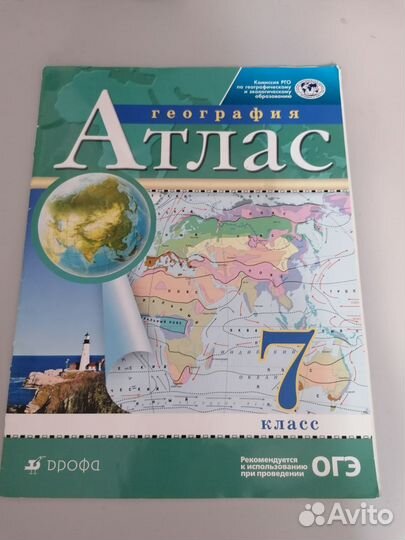 Комиссия РГО
по географическому
и экологическому
образованию
география
Атлас
7
класс
дрофа
Рекомендуется
к использованию
при проведении
ОГЭ
Avito